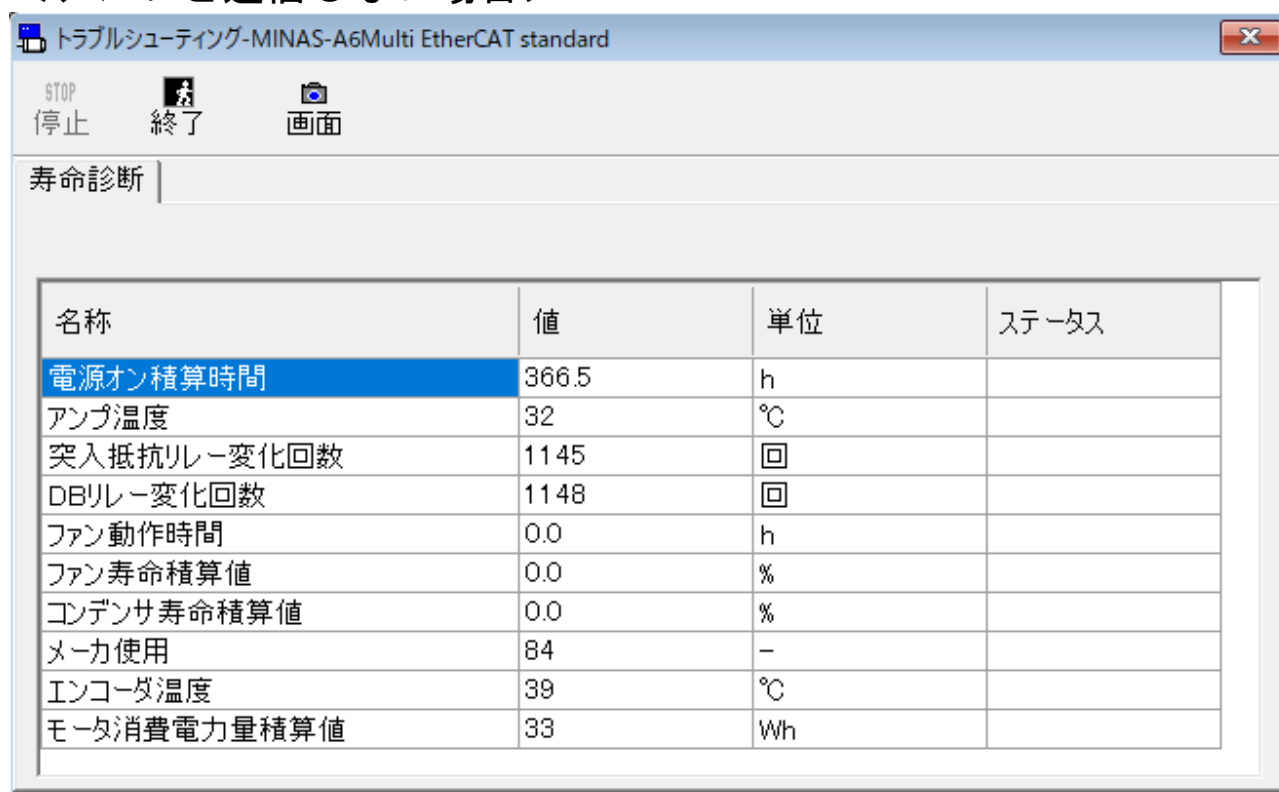 トラブルシューティング-MINAS-A6Multi EtherCAT standard
STOP
停止 終了 画面
寿命診断
名称 値 単位 ステータス
電源オン積算時間 366.5 h
アンプ温度 32 ℃
突入抵抗リレー変化回数 1145 回
DBリレー変化回数 1148 回
ファン動作時間 0.0 h
ファン寿命積算値 0.0 %
コンデンサ寿命積算値 0.0 %
メーカ使用 84 −
エンコーダ温度 39 ℃
モータ消費電力量積算値 33 Wh